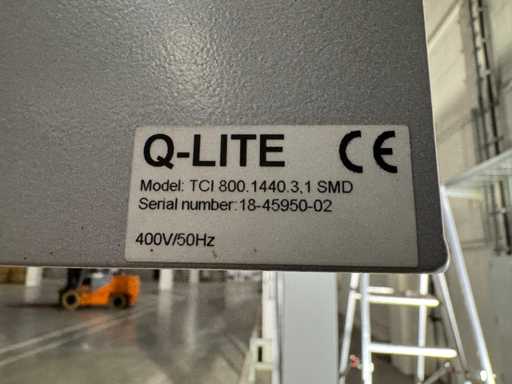 Q-LITE CE
Model: TCI 800.1440.3,1 SMD
Serial number:18-45950-02
400V/50Hz